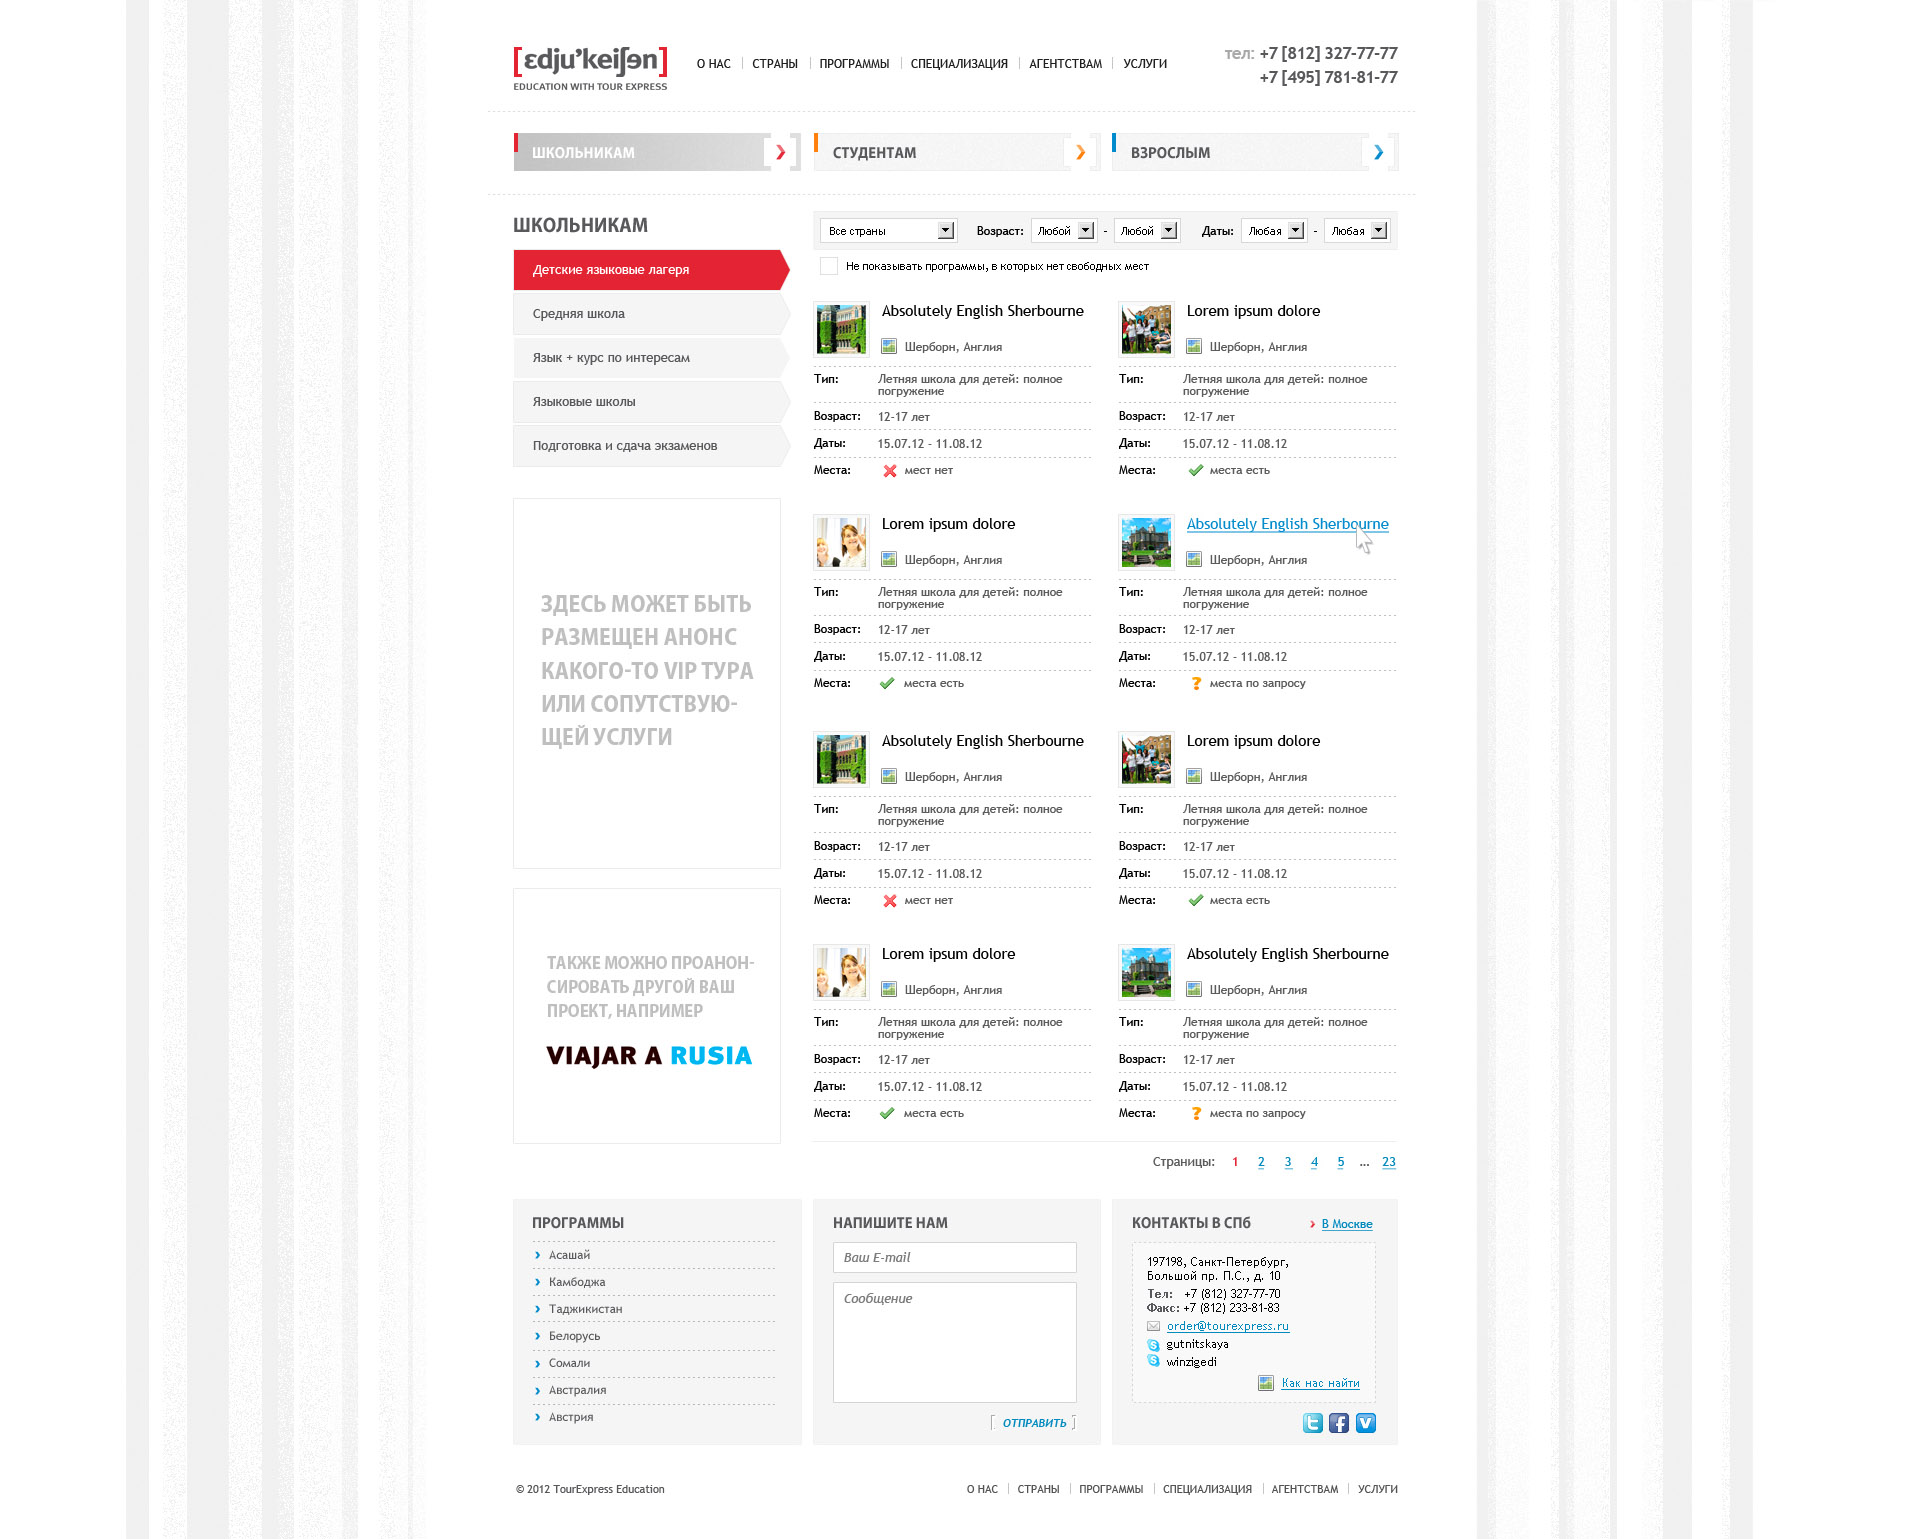 [ɛdju’keiʃən]
EDUCATION WITH TOUR EXPRESS
О НАС СТРАНЫ ПРОГРАММЫ СПЕЦИАЛИЗАЦИЯ АГЕНТСТВАМ УСЛУГИ
тел: +7 [812] 327-77-77
+7 [495] 781-81-77
ШКОЛЬНИКАМ СТУДЕНТАМ ВЗРОСЛЫМ
ШКОЛЬНИКАМ
Детские языковые лагеря
Средняя школа
Язык + курс по интересам
Языковые школы
Подготовка и сдача экзаменов
ЗДЕСЬ МОЖЕТ БЫТЬ
РАЗМЕЩЕН АНОНС
КАКОГО-ТО VIP ТУРА
ИЛИ СОПУТСТВУЮ-
ЩЕЙ УСЛУГИ
ТАКЖЕ МОЖНО ПРОАНОН-
СИРОВАТЬ ДРУГОЙ ВАШ
ПРОЕКТ, НАПРИМЕР
VIAJAR A RUSIA
Все страны Возраст: Любой - Любой Даты: Любая - Любая
Не показывать программы, в которых нет свободных мест
Absolutely English Sherbourne
Шерборн, Англия
Тип: Летняя школа для детей: полное
погружение
Возраст: 12-17 лет
Даты: 15.07.12 - 11.08.12
Места: мест нет
Lorem ipsum dolore
Шерборн, Англия
Тип: Летняя школа для детей: полное
погружение
Возраст: 12-17 лет
Даты: 15.07.12 - 11.08.12
Места: места есть
Lorem ipsum dolore
Шерборн, Англия
Тип: Летняя школа для детей: полное
погружение
Возраст: 12-17 лет
Даты: 15.07.12 - 11.08.12
Места: места есть
Absolutely English Sherbourne
Шерборн, Англия
Тип: Летняя школа для детей: полное
погружение
Возраст: 12-17 лет
Даты: 15.07.12 - 11.08.12
Места: ? места по запросу
Absolutely English Sherbourne
Шерборн, Англия
Тип: Летняя школа для детей: полное
погружение
Возраст: 12-17 лет
Даты: 15.07.12 - 11.08.12
Места: мест нет
Lorem ipsum dolore
Шерборн, Англия
Тип: Летняя школа для детей: полное
погружение
Возраст: 12-17 лет
Даты: 15.07.12 - 11.08.12
Места: места есть
Lorem ipsum dolore
Шерборн, Англия
Тип: Летняя школа для детей: полное
погружение
Возраст: 12-17 лет
Даты: 15.07.12 - 11.08.12
Места: места есть
Absolutely English Sherbourne
Шерборн, Англия
Тип: Летняя школа для детей: полное
погружение
Возраст: 12-17 лет
Даты: 15.07.12 - 11.08.12
Места: ? места по запросу
Страницы: 1 2 3 4 5 ... 23
ПРОГРАММЫ
Асашай
Камбоджа
Таджикистан
Белорусь
Сомали
Австралия
Австрия
НАПИШИТЕ НАМ
Ваш E-mail
Сообщение
[ ОТПРАВИТЬ ]
КОНТАКТЫ В СПб В Москве
197198, Санкт-Петербург,
Большой пр. П.С., д. 10
Тел: +7 (812) 327-77-70
Факс: +7 (812) 233-81-83
order@tourexpress.ru
gutnitskaya
winzigedi
Как нас найти
© 2012 TourExpress Education
О НАС СТРАНЫ ПРОГРАММЫ СПЕЦИАЛИЗАЦИЯ АГЕНТСТВАМ УСЛУГИ